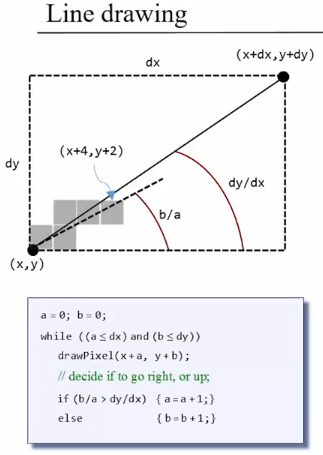 Line drawing
(x+dx,y+dy)
dx
(x+4,y+2)
dy
dy/dx
b/a
(x,y)
a = 0; b = 0;
while ((a ≤ dx) and (b ≤ dy))
drawPixel(x + a, y + b);
// decide if to go right, or up;
if (b/a > dy/dx) { a = a + 1;}
else { b = b + 1;}